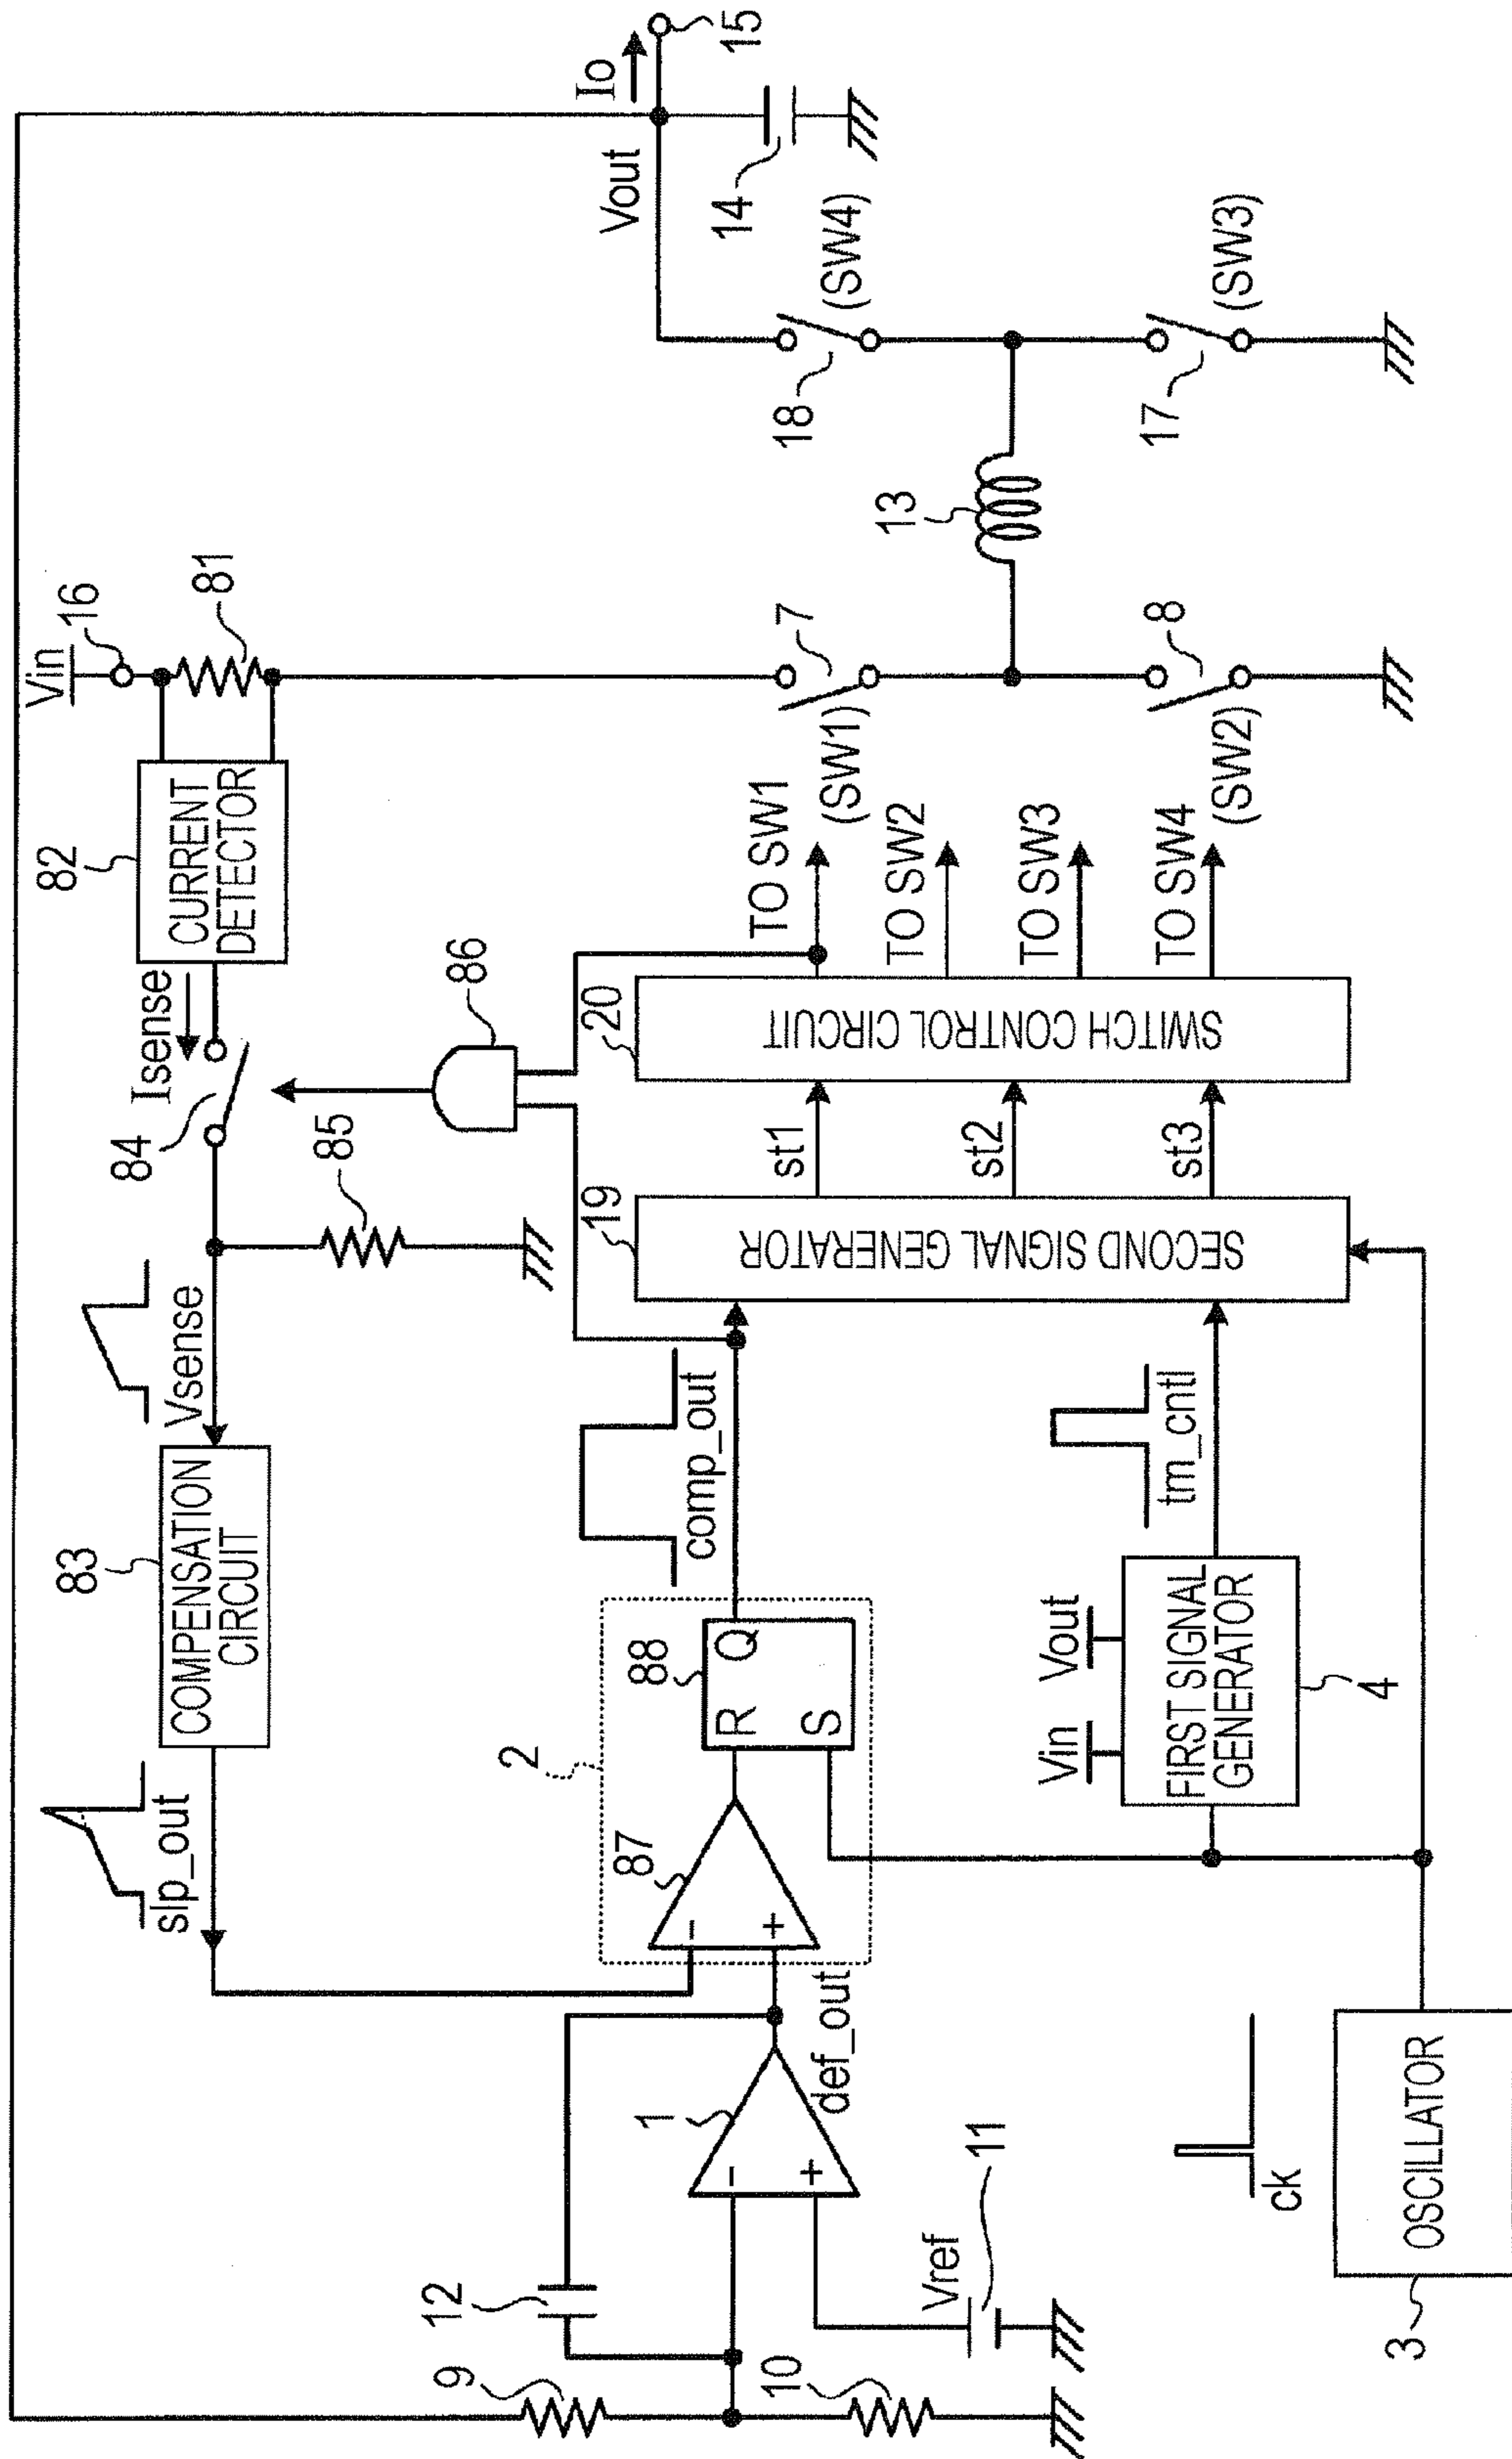 Vin
16
81
82
CURRENT
DETECTOR
Isense
84
85
86
Vsense
83
COMPENSATION
CIRCUIT
slp_out
Vout
Io
15
14
18
(SW4)
17
(SW3)
13
7
(SW1)
8
(SW2)
TO SW1
TO SW2
TO SW3
TO SW4
20
SWITCH CONTROL CIRCUIT
st1
st2
st3
19
SECOND SIGNAL GENERATOR
comp_out
tm_cntl
2
87
-
+
88
R
Q
S
Vin
Vout
FIRST SIGNAL
GENERATOR
4
def_out
1
-
+
12
9
10
Vref
11
ck
OSCILLATOR
3